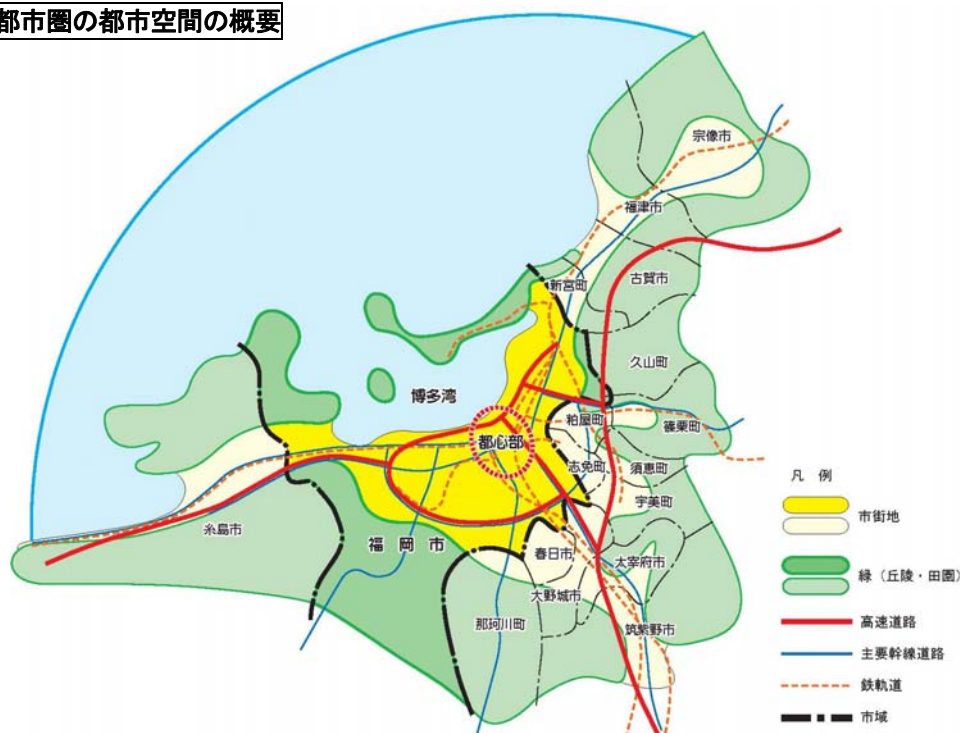 都市圏の都市空間の概要
宗像市
福津市
古賀市
新宮町
久山町
博多湾
粕屋町
篠栗町
都心部
志免町
須恵町
宇美町
糸島市
福岡市
春日市
太宰府市
大野城市
那珂川町
筑紫野市
凡 例
市街地
緑（丘陵・田園）
高速道路
主要幹線道路
鉄軌道
市域